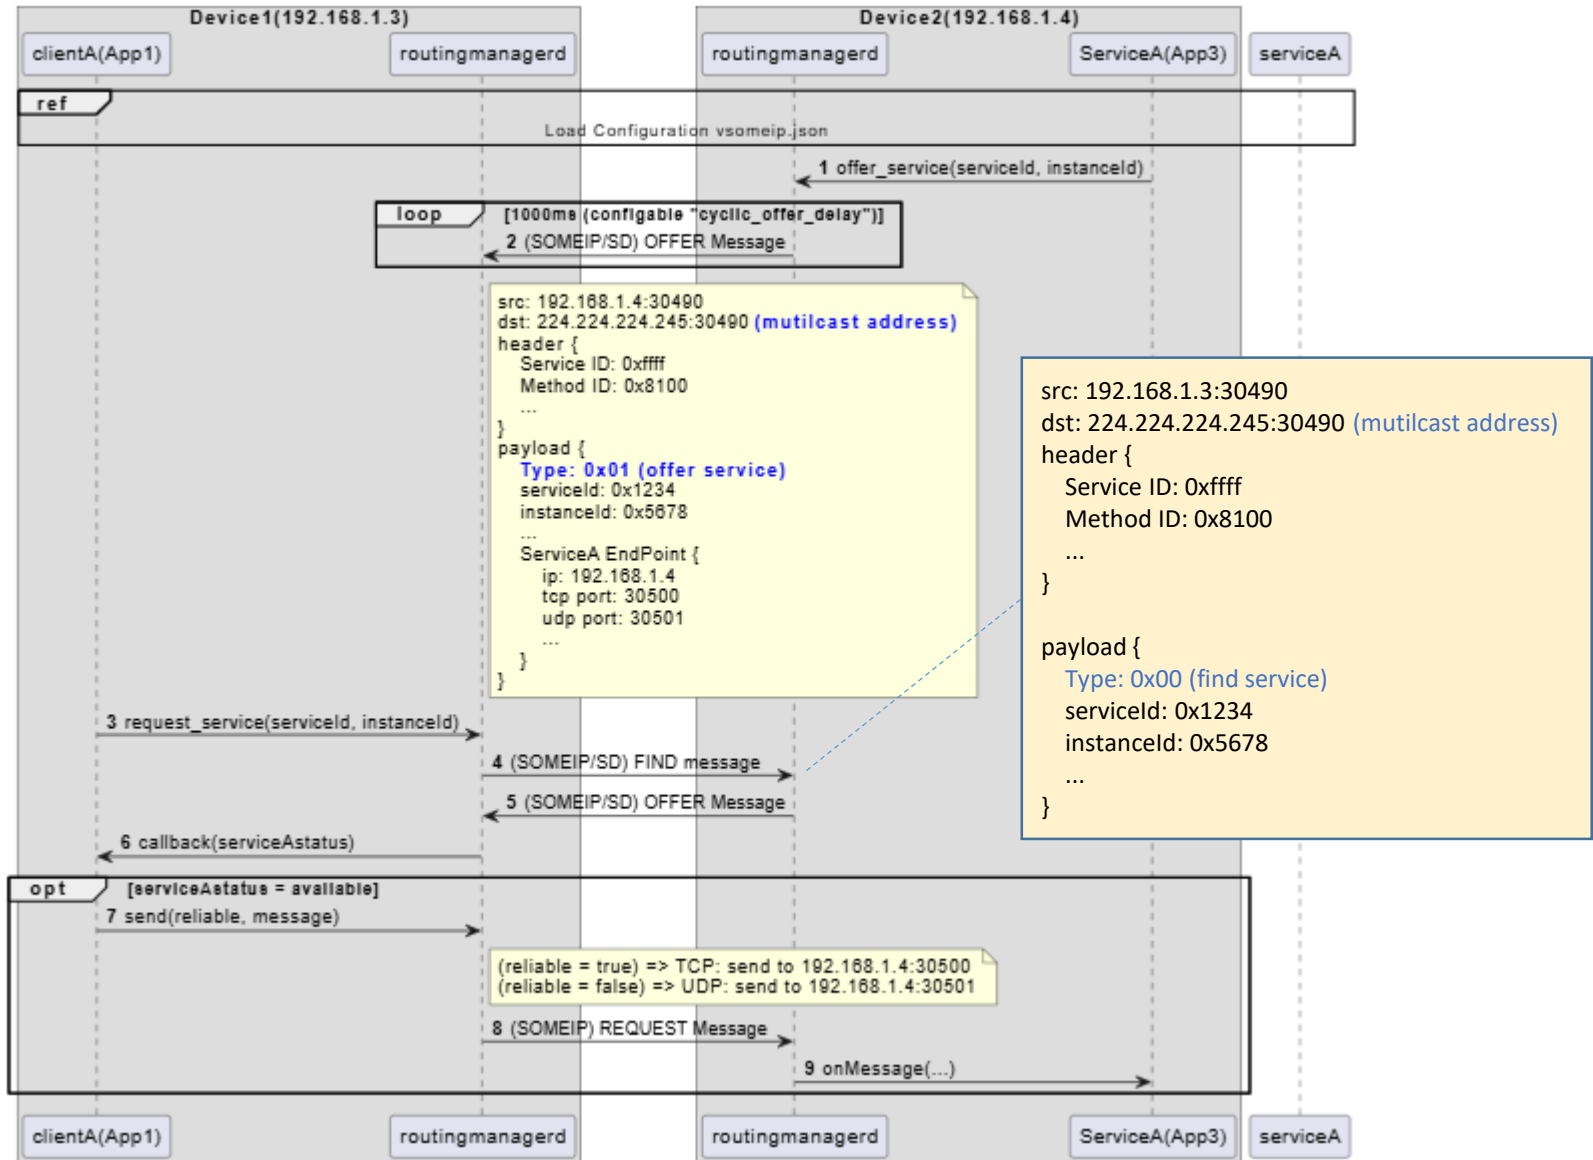 Device1(192.168.1.3)
Device2(192.168.1.4)
clientA(App1)
routingmanagerd
routingmanagerd
ServiceA(App3)
serviceA
ref
Load Configuration vsomeip.json
1 offer_service(serviceId, instanceId)
loop [1000ms (configable "cyclic_offer_delay")]
2 (SOMEIP/SD) OFFER Message
src: 192.168.1.4:30490
dst: 224.224.224.245:30490 (mutilcast address)
header {
Service ID: 0xffff
Method ID: 0x8100
...
}
payload {
Type: 0x01 (offer service)
serviceId: 0x1234
instanceId: 0x5678
...
ServiceA EndPoint {
ip: 192.168.1.4
tcp port: 30500
udp port: 30501
...
}
}
src: 192.168.1.3:30490
dst: 224.224.224.245:30490 (mutilcast address)
header {
Service ID: 0xffff
Method ID: 0x8100
...
}
payload {
Type: 0x00 (find service)
serviceId: 0x1234
instanceId: 0x5678
...
}
3 request_service(serviceId, instanceId)
4 (SOMEIP/SD) FIND message
5 (SOMEIP/SD) OFFER Message
6 callback(serviceAstatus)
opt [serviceAstatus = available]
7 send(reliable, message)
(reliable = true) => TCP: send to 192.168.1.4:30500
(reliable = false) => UDP: send to 192.168.1.4:30501
8 (SOMEIP) REQUEST Message
9 onMessage(...)
clientA(App1)
routingmanagerd
routingmanagerd
ServiceA(App3)
serviceA